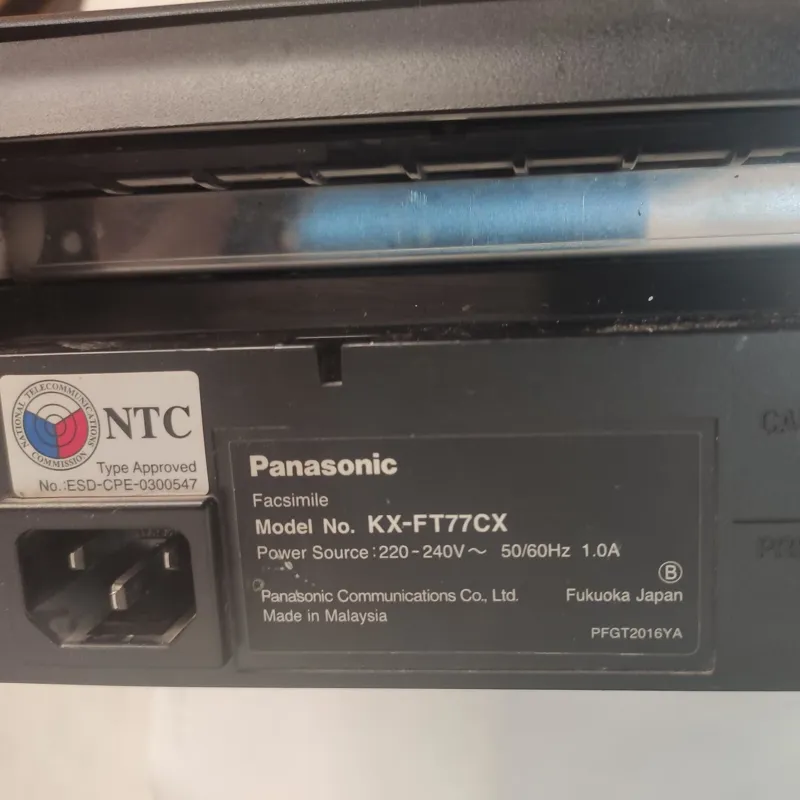 NATIONAL TELECOMMUNICATIONS
COMMISSION
NTC
Type Approved
No.:ESD-CPE-0300547
Panasonic
Facsimile
Model No. KX-FT77CX
Power Source : 220-240V～ 50/60Hz 1.0A
B
Panasonic Communications Co., Ltd. Fukuoka Japan
Made in Malaysia
PFGT2016YA